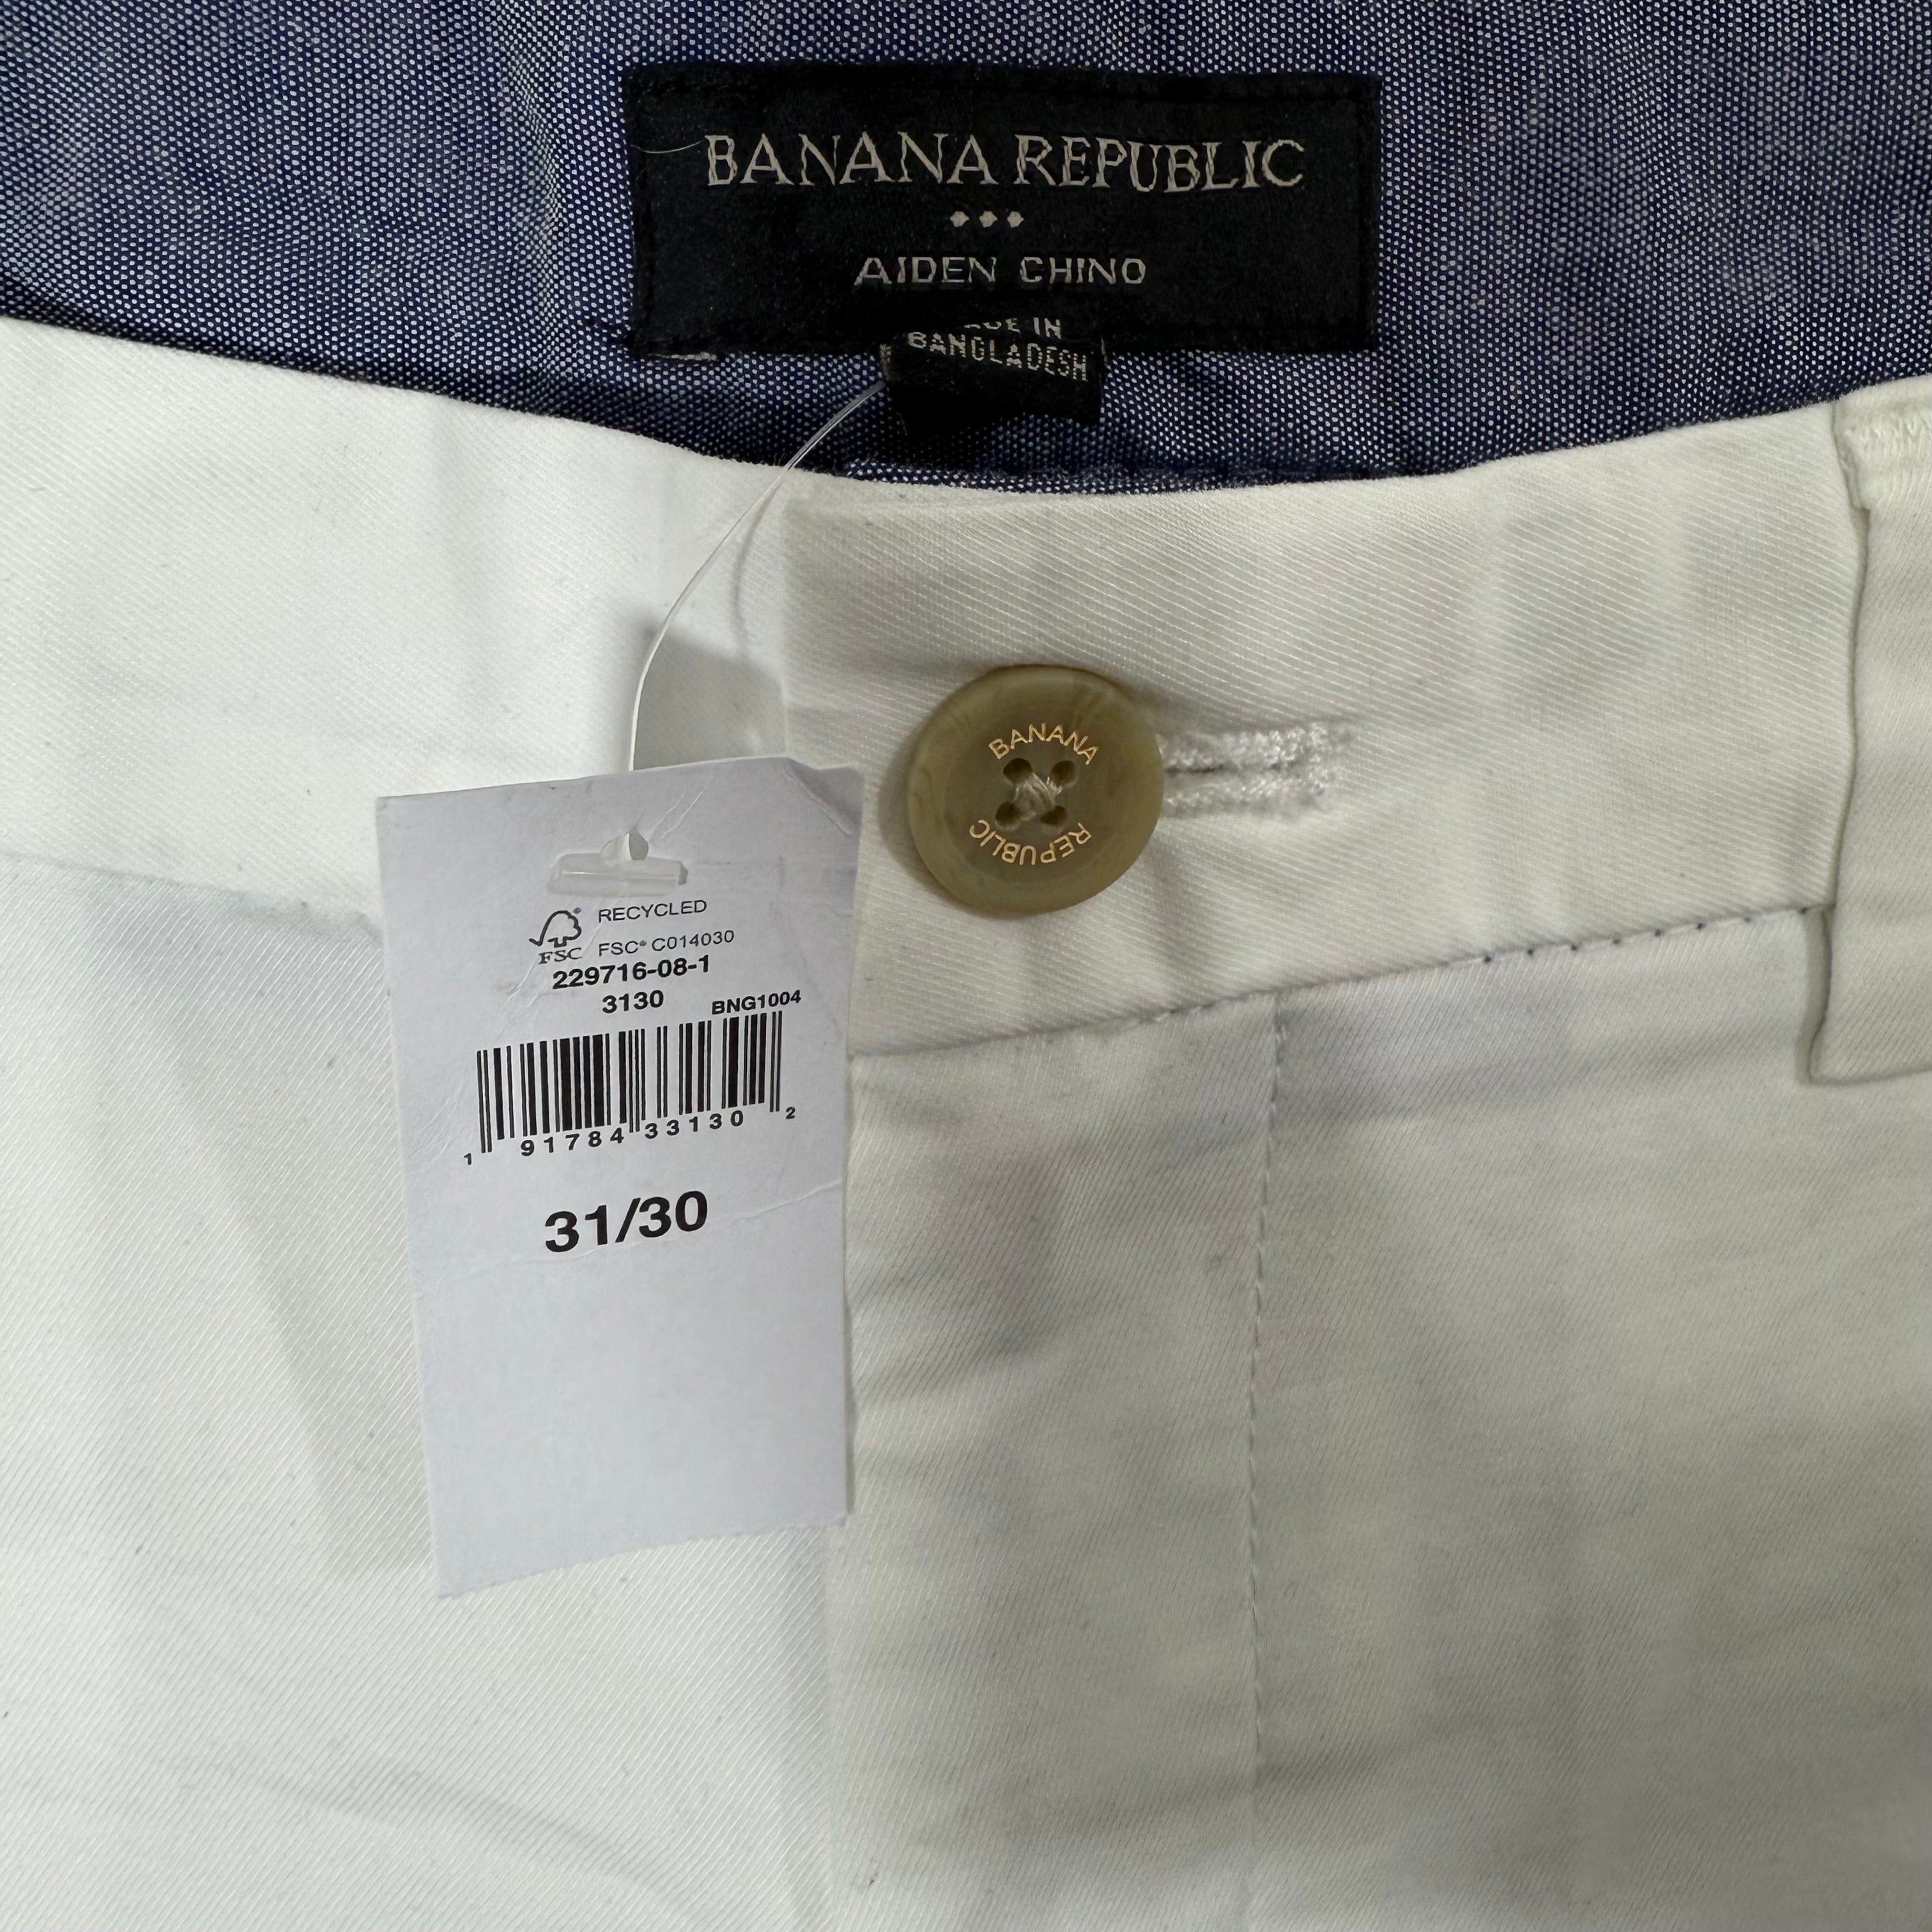 BANANA REPUBLIC
AIDEN CHINO
IN
BANGLADESH
BANANA
REPUBLIC
RECYCLED
FSC FSC® C014030
229716-08-1
3130
BNG1004
1 91784 33130 2
31/30